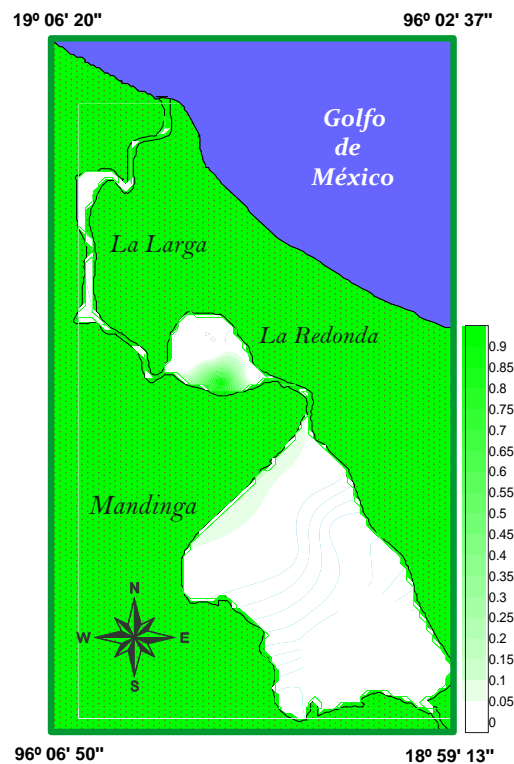 19º 06' 20"
96º 02' 37"
Golfo
de
México
La Larga
La Redonda
Mandinga
N
W
E
S
0.9
0.85
0.8
0.75
0.7
0.65
0.6
0.55
0.5
0.45
0.4
0.35
0.3
0.25
0.2
0.15
0.1
0.05
0
96º 06' 50"
18º 59' 13"